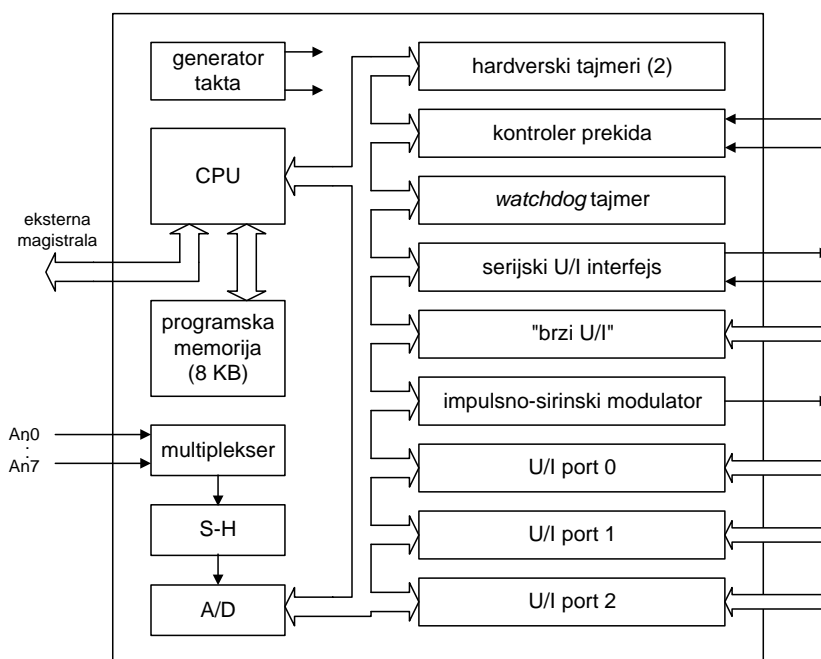 generator
takta
CPU
eksterna
magistrala
programska
memorija
(8 KB)
An0
:
An7
multiplekser
S-H
A/D
hardverski tajmeri (2)
kontroler prekida
watchdog tajmer
serijski U/I interfejs
"brzi U/I"
impulsno-sirinski modulator
U/I port 0
U/I port 1
U/I port 2